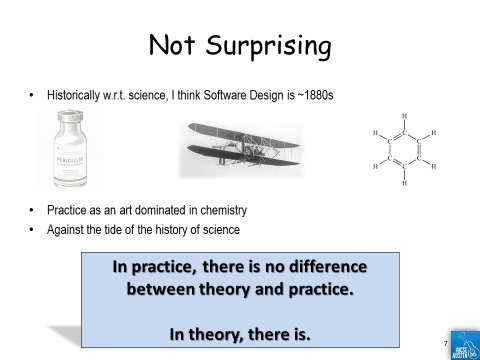 Not Surprising
• Historically w.r.t. science, I think Software Design is ~1880s
PENICILLIN
H
H C H
C C
C C
H C H
H
• Practice as an art dominated in chemistry
• Against the tide of the history of science
In practice, there is no difference
between theory and practice.
In theory, there is.
7
AUSTIN